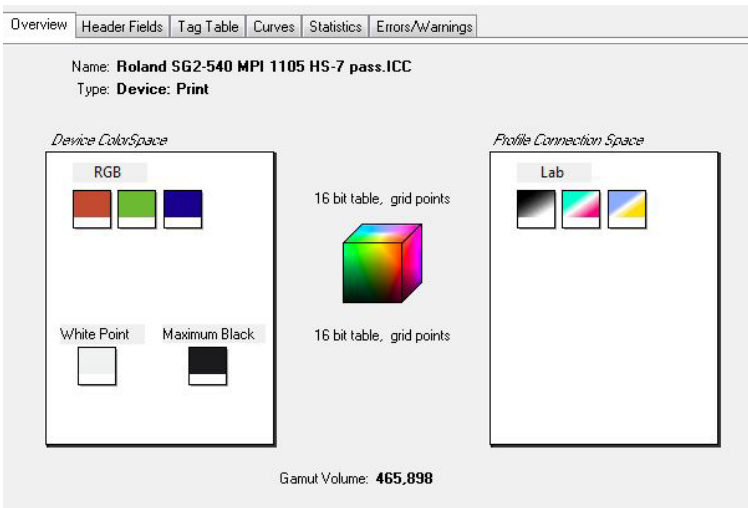 Overview Header Fields Tag Table Curves Statistics Errors/Warnings
Name: Roland SG2-540 MPI 1105 HS-7 pass.ICC
Type: Device: Print
Device ColorSpace
RGB
White Point Maximum Black
16 bit table, grid points
16 bit table, grid points
Profile Connection Space
Lab
Gamut Volume: 465,898